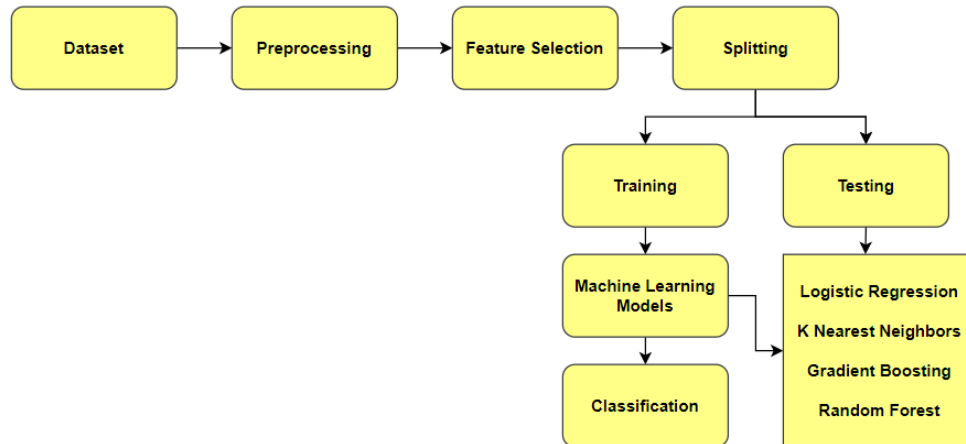 Dataset
Preprocessing
Feature Selection
Splitting
Training
Testing
Machine Learning
Models
Logistic Regression
K Nearest Neighbors
Gradient Boosting
Random Forest
Classification